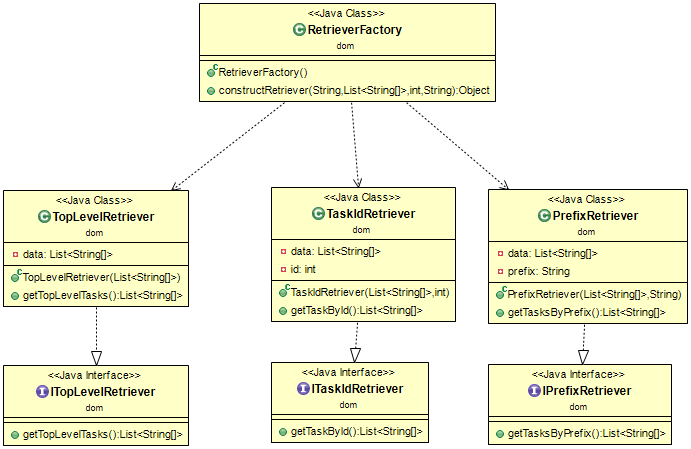 <<Java Class>>
RetrieverFactory
dom
RetrieverFactory()
constructRetriever(String,List<String[]>,int,String):Object
<<Java Class>>
TopLevelRetriever
dom
data: List<String[]>
TopLevelRetriever(List<String[]>)
getTopLevelTasks():List<String[]>
<<Java Class>>
TaskIdRetriever
dom
data: List<String[]>
id: int
TaskIdRetriever(List<String[]>,int)
getTaskById():List<String[]>
<<Java Class>>
PrefixRetriever
dom
data: List<String[]>
prefix: String
PrefixRetriever(List<String[]>,String)
getTasksByPrefix():List<String[]>
<<Java Interface>>
ITopLevelRetriever
dom
getTopLevelTasks():List<String[]>
<<Java Interface>>
ITaskIdRetriever
dom
getTaskById():List<String[]>
<<Java Interface>>
IPrefixRetriever
dom
getTasksByPrefix():List<String[]>